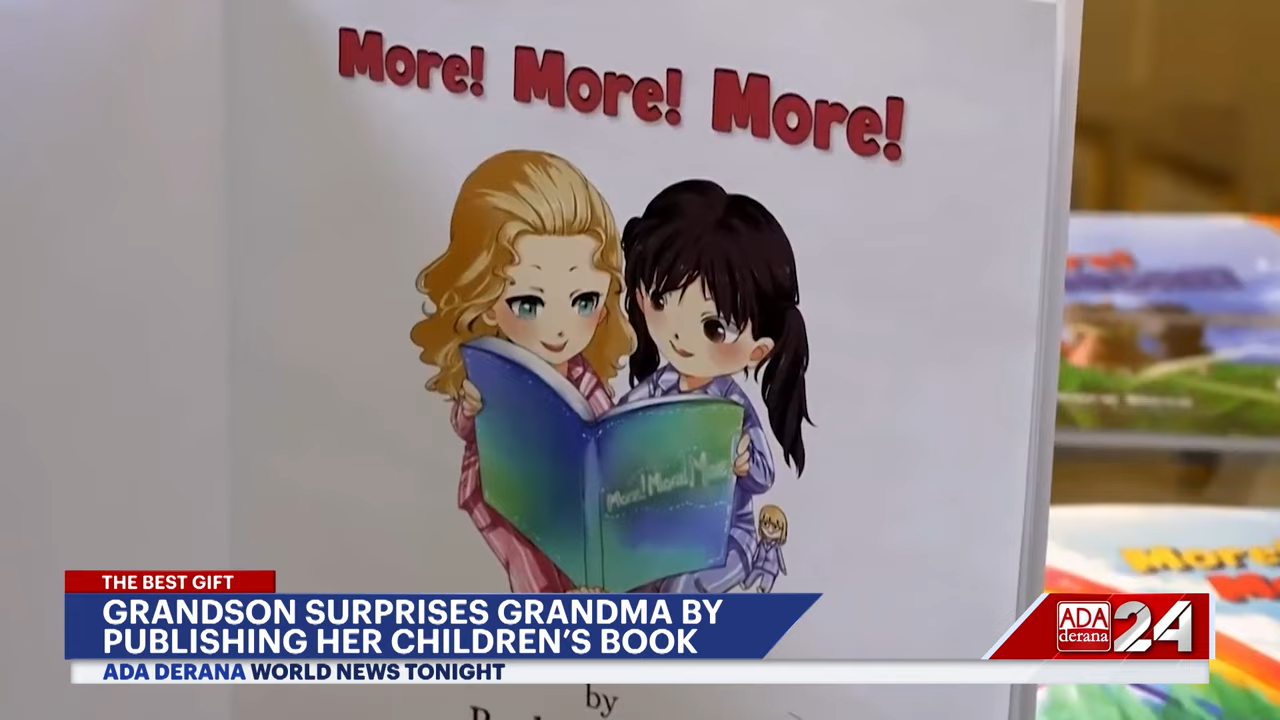 More! More! More!
More! More! More
More!
THE BEST GIFT
GRANDSON SURPRISES GRANDMA BY
PUBLISHING HER CHILDREN'S BOOK
ADA DERANA WORLD NEWS TONIGHT
ADA
derana
24
by